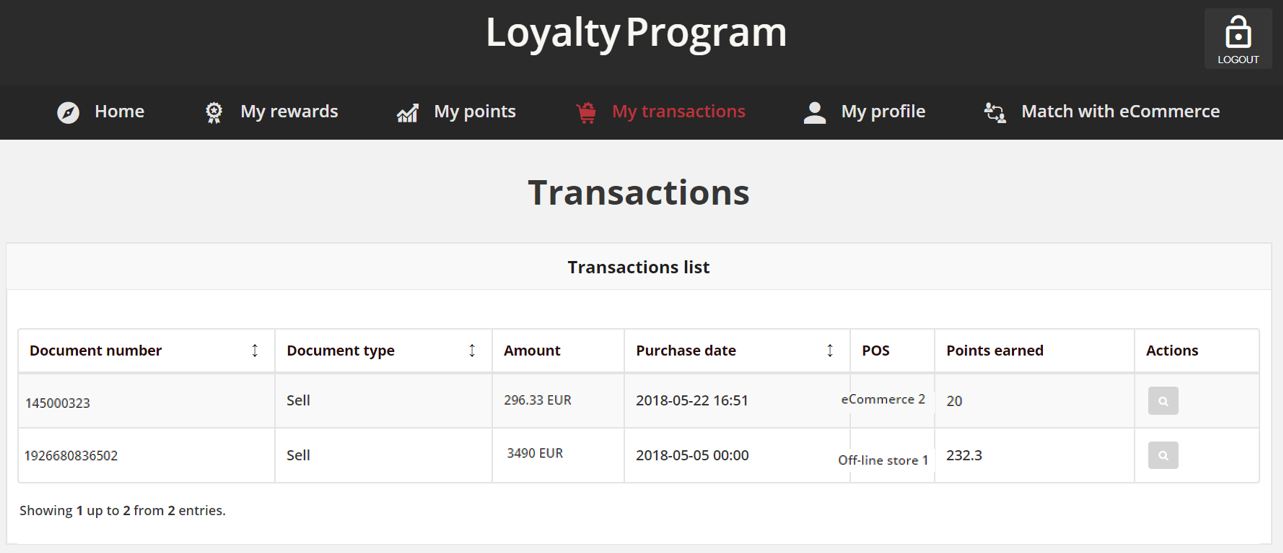 Loyalty Program
LOGOUT
Home My rewards My points My transactions My profile Match with eCommerce
Transactions
Transactions list
Document number Document type Amount Purchase date POS Points earned Actions
145000323 Sell 296.33 EUR 2018-05-22 16:51 eCommerce 2 20
1926680836502 Sell 3490 EUR 2018-05-05 00:00 Off-line store 1 232.3
Showing 1 up to 2 from 2 entries.